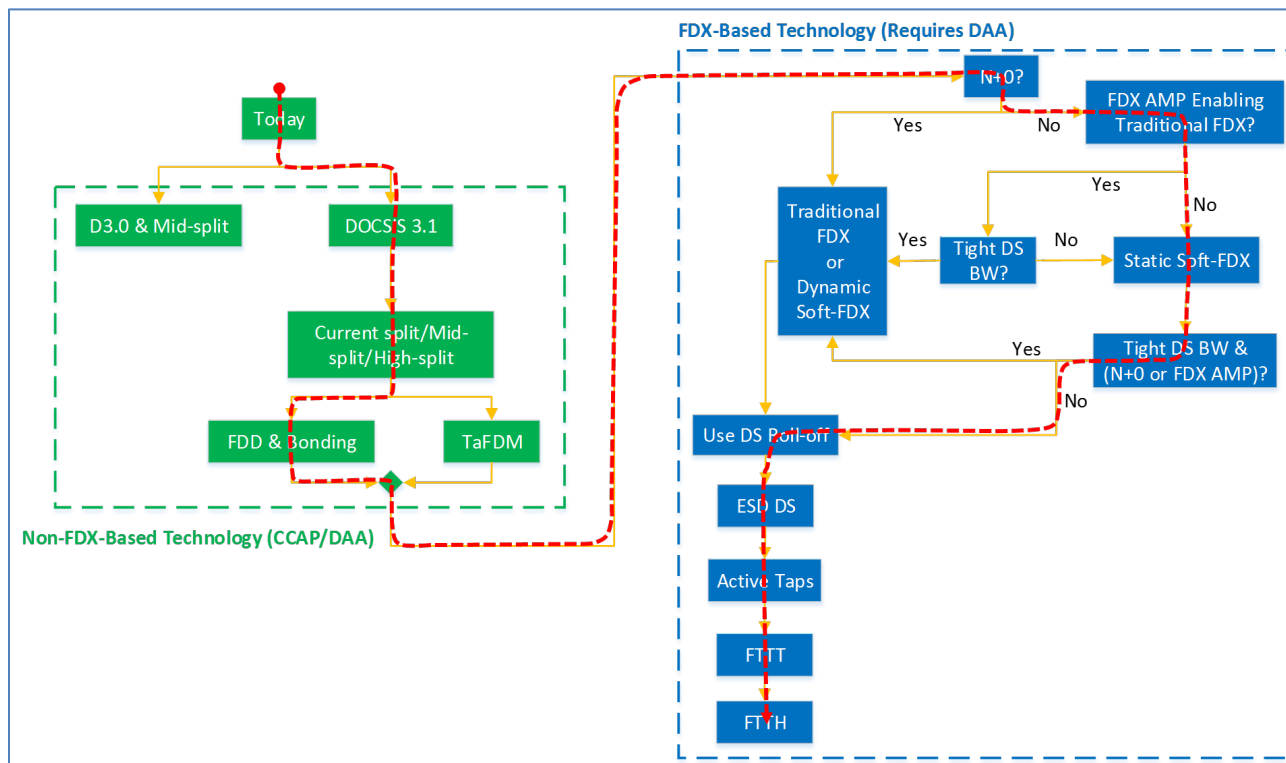 FDX-Based Technology (Requires DAA)
N+0?
Today
FDX AMP Enabling
Traditional FDX?
Yes
No
Yes
No
D3.0 & Mid-split
DOCSIS 3.1
Traditional
FDX
or
Dynamic
Soft-FDX
Yes
Tight DS
BW?
No
Static Soft-FDX
Current split/Mid-
split/High-split
Yes
Tight DS BW &
(N+0 or FDX AMP)?
No
FDD & Bonding
TaFDM
Use DS Roll-off
ESD DS
Non-FDX-Based Technology (CCAP/DAA)
Active Taps
FTTT
FTTH